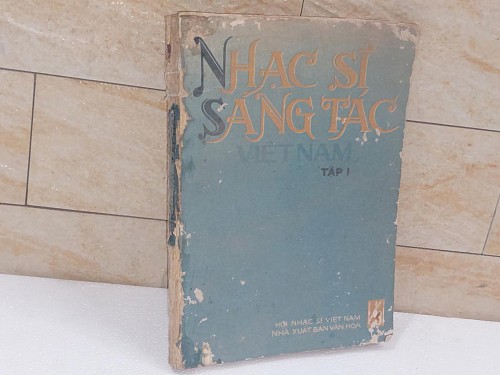 NHẠC SĨ
SÁNG TÁC
VIỆT NAM
TẬP I
HỘI NHẠC SĨ VIỆT NAM
NHÀ XUẤT BẢN VĂN HÓA